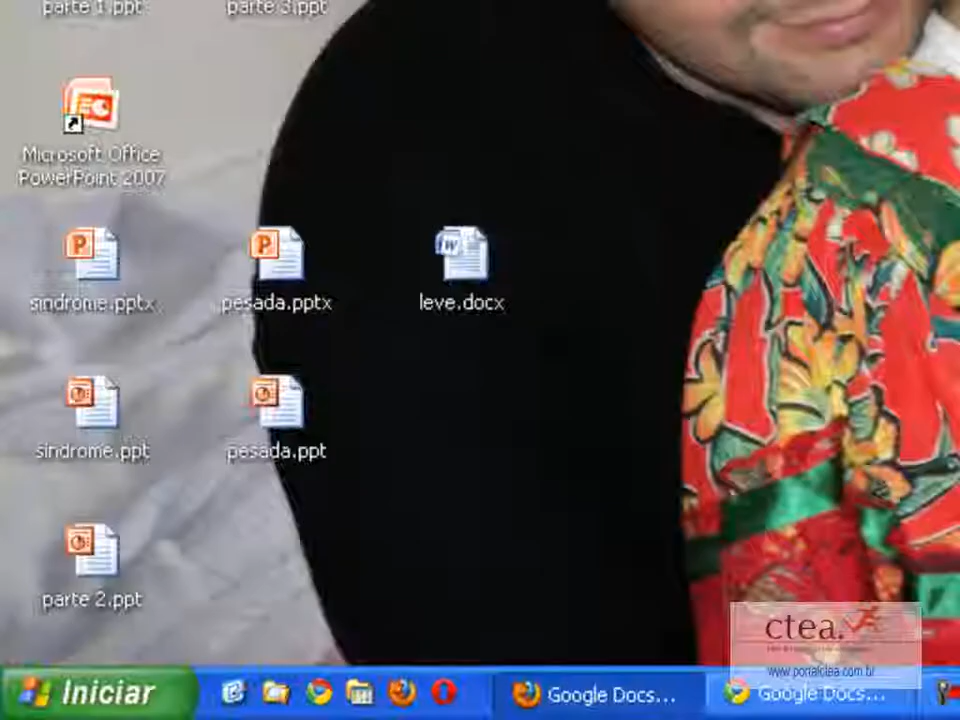 parte 1.ppt
parte 3.ppt
Microsoft Office
PowerPoint 2007
sindrome.pptx
pesada.pptx
leve.docx
sindrome.ppt
pesada.ppt
parte 2.ppt
ctea.
www.portalctea.com.br
Iniciar
Google Docs...
Google Docs...